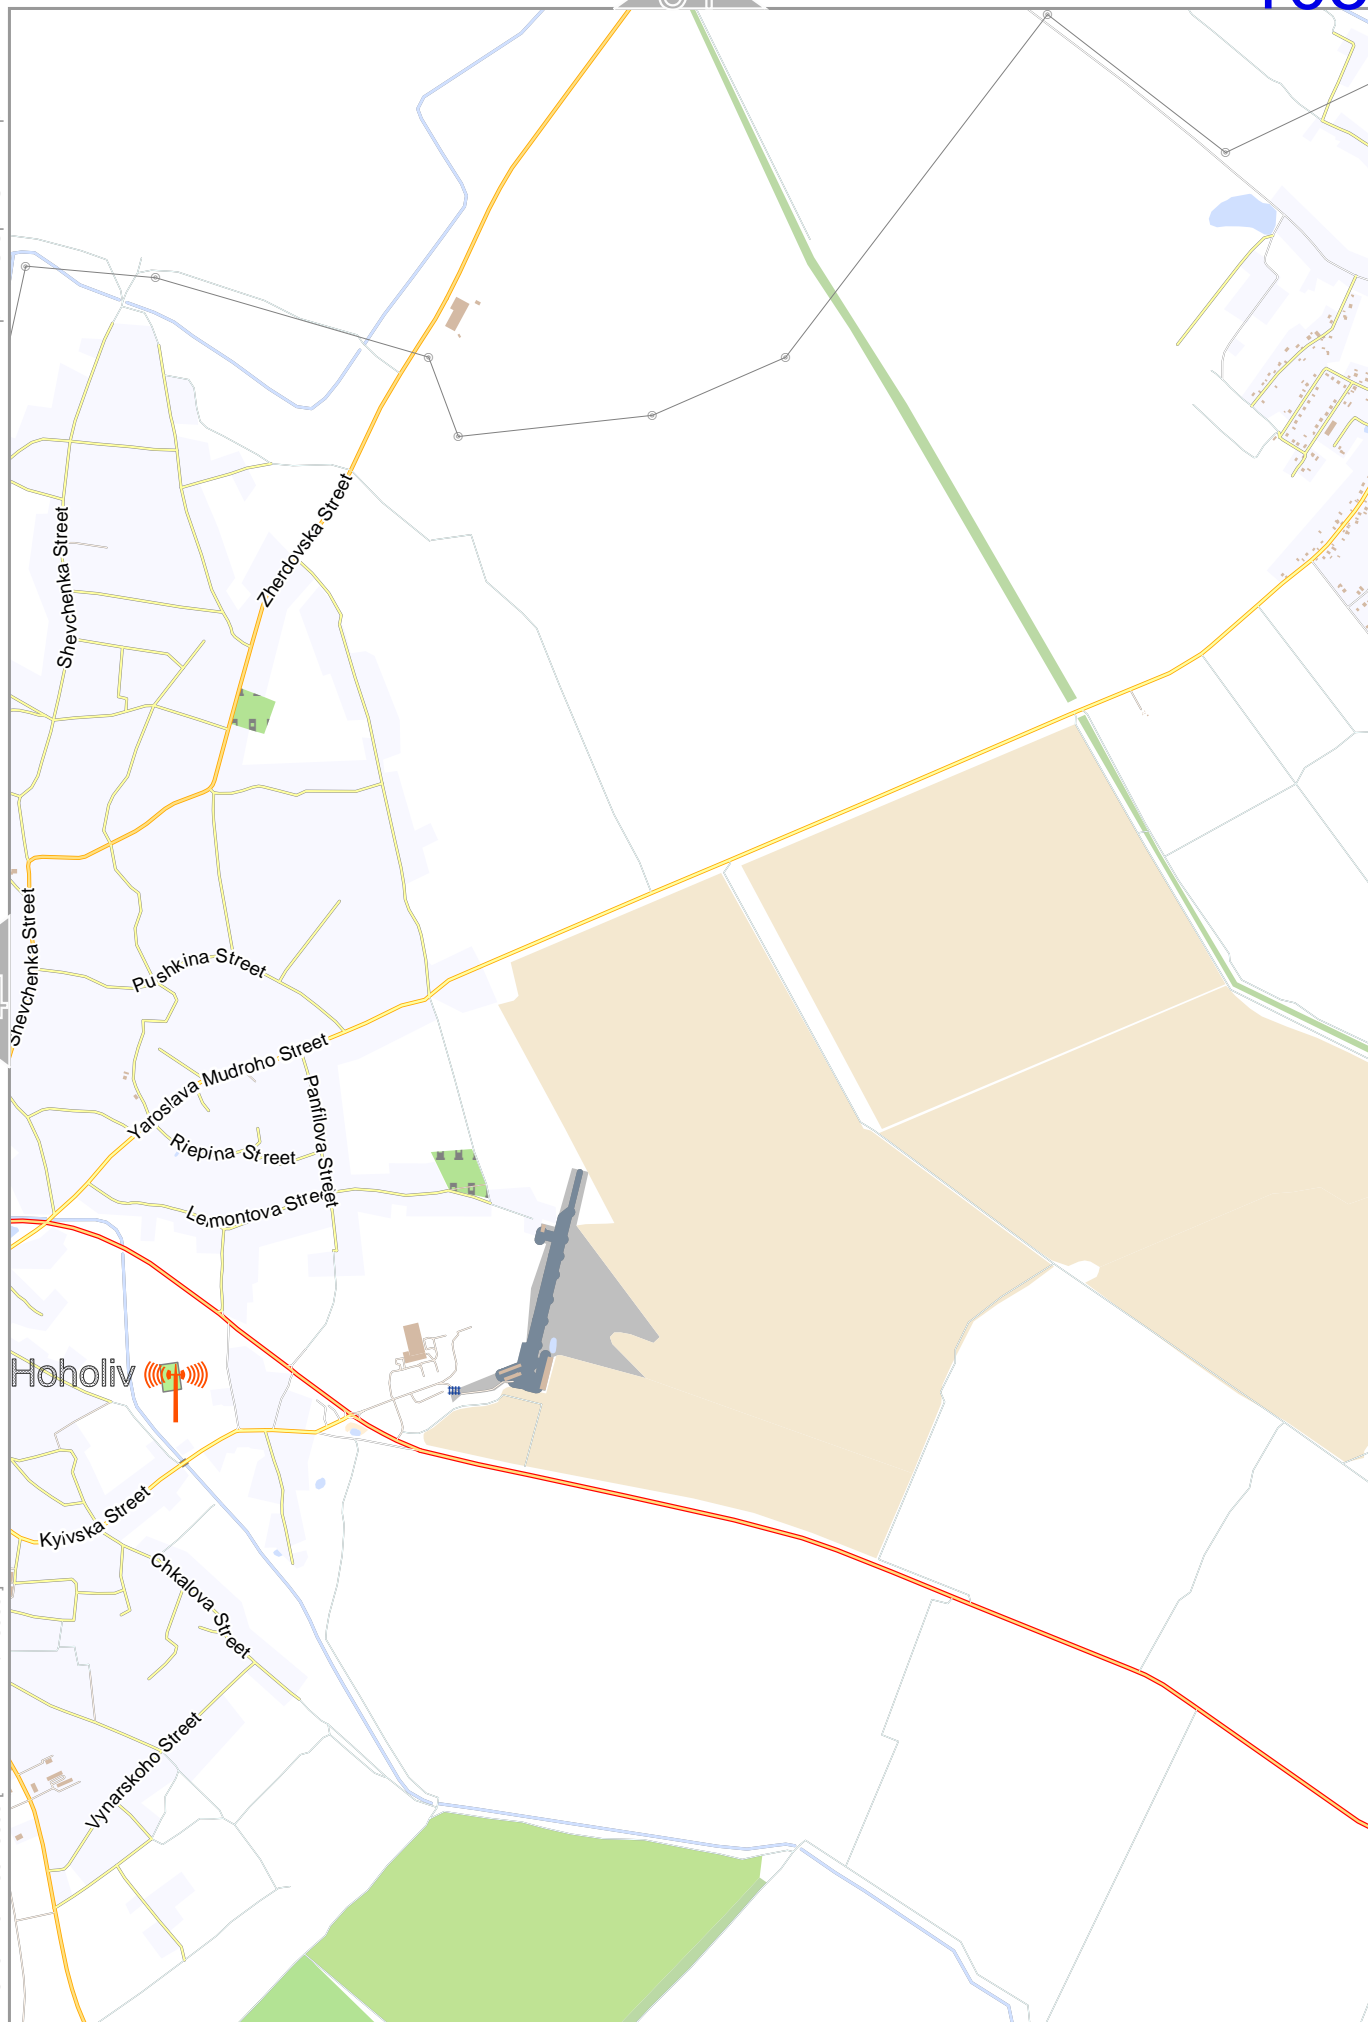 Shevchenka Street
Zherdovska Street
Shevchenka Street
Pushkina Street
Yaroslava Mudroho Street
Panfilova Street
Riepina Street
Lermontova Street
Hoholiv
Kyivska Street
Chkalova Street
Vynarskoho Street